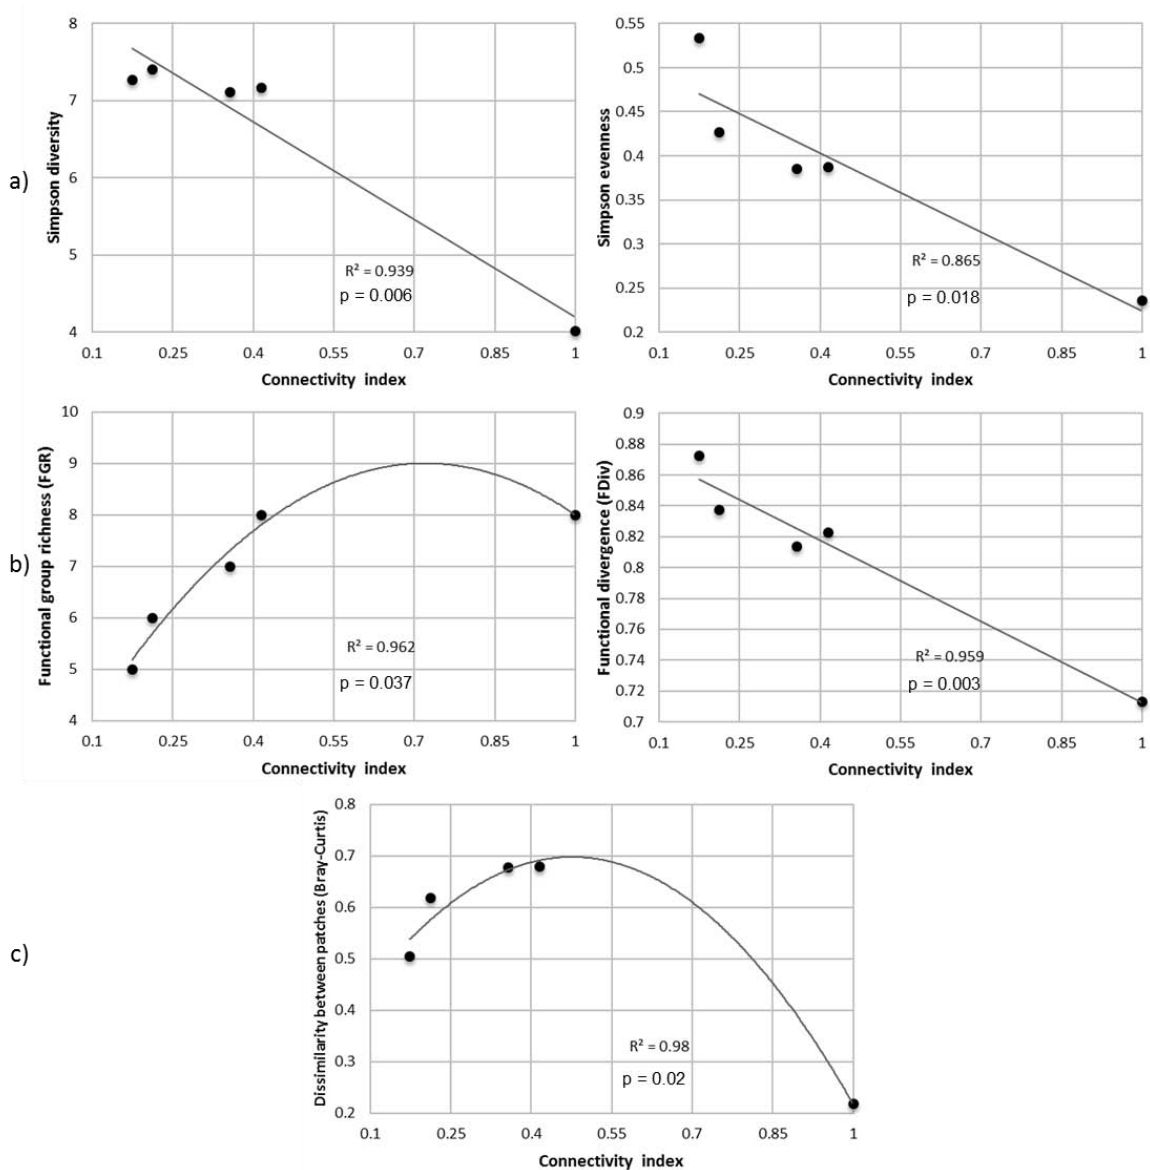 a)
Simpson diversity
8
7
6
5
4
R² = 0.939
p = 0.006
0.1 0.25 0.4 0.55 0.7 0.85 1
Connectivity index
Simpson evenness
0.55
0.5
0.45
0.4
0.35
0.3
0.25
0.2
R² = 0.865
p = 0.018
0.1 0.25 0.4 0.55 0.7 0.85 1
Connectivity index
b)
Functional group richness (FGR)
10
9
8
7
6
5
4
R² = 0.962
p = 0.037
0.1 0.25 0.4 0.55 0.7 0.85 1
Connectivity index
Functional divergence (FDiv)
0.9
0.88
0.86
0.84
0.82
0.8
0.78
0.76
0.74
0.72
0.7
R² = 0.959
p = 0.003
0.1 0.25 0.4 0.55 0.7 0.85 1
Connectivity index
c)
Dissimilarity between patches (Bray-Curtis)
0.8
0.7
0.6
0.5
0.4
0.3
0.2
R² = 0.98
p = 0.02
0.1 0.25 0.4 0.55 0.7 0.85 1
Connectivity index